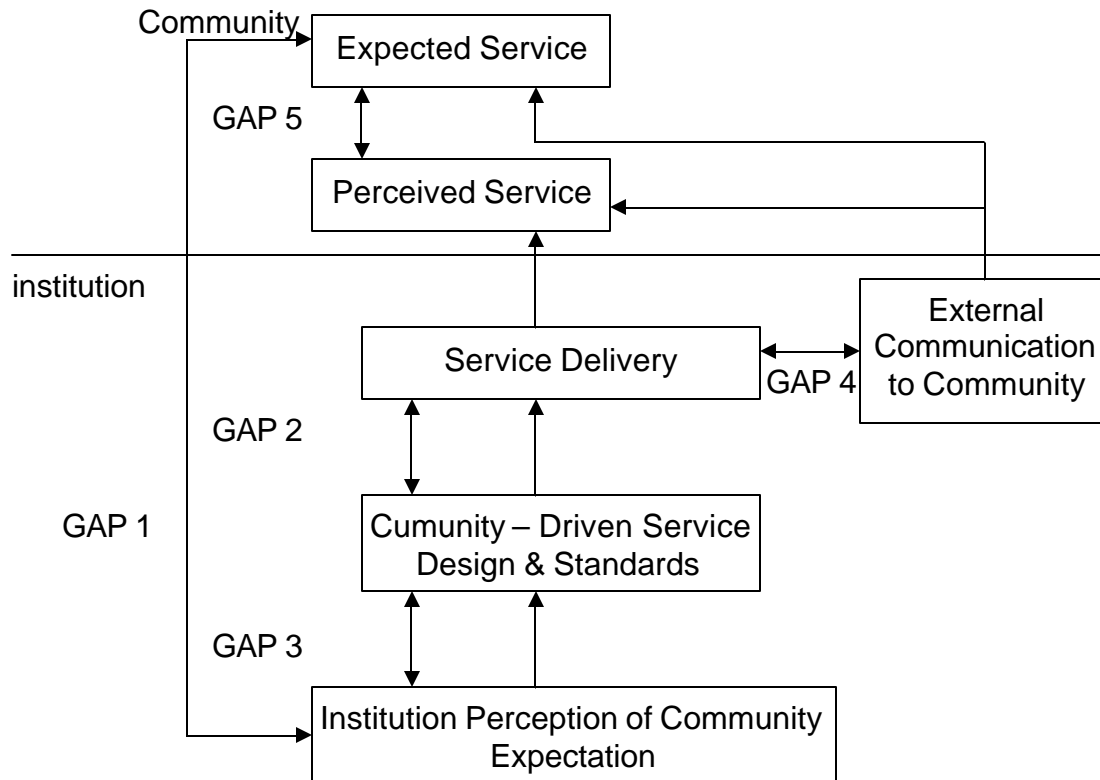 Community
Expected Service
GAP 5
Perceived Service
institution
External
Communication
to Community
Service Delivery
GAP 4
GAP 2
Cumunity – Driven Service
Design & Standards
GAP 1
GAP 3
Institution Perception of Community
Expectation